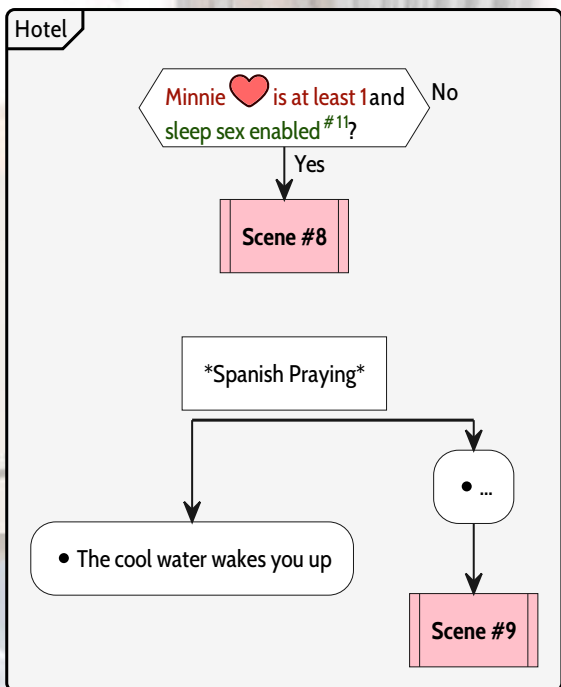 Hotel
Minnie is at least 1 and
No
sleep sex enabled #11?
Yes
Scene #8
*Spanish Praying*
• ...
• The cool water wakes you up
Scene #9